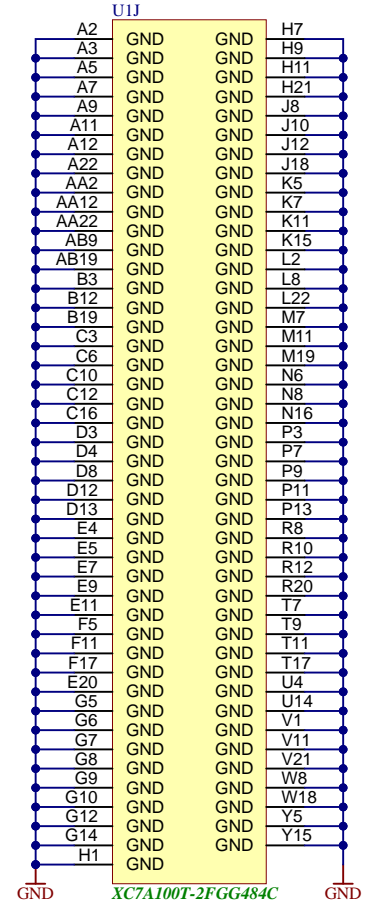 U1J
A2 GND GND H7
A3 GND GND H9
A5 GND GND H11
A7 GND GND H21
A9 GND GND J8
A11 GND GND J10
A12 GND GND J12
A22 GND GND J18
AA2 GND GND K5
AA12 GND GND K7
AA22 GND GND K11
AB9 GND GND K15
AB19 GND GND L2
B3 GND GND L8
B12 GND GND L22
B19 GND GND M7
C3 GND GND M11
C6 GND GND M19
C10 GND GND N6
C12 GND GND N8
C16 GND GND N16
D3 GND GND P3
D4 GND GND P7
D8 GND GND P9
D12 GND GND P11
D13 GND GND P13
E4 GND GND R8
E5 GND GND R10
E7 GND GND R12
E9 GND GND R20
E11 GND GND T7
F5 GND GND T9
F11 GND GND T11
F17 GND GND T17
E20 GND GND U4
G5 GND GND U14
G6 GND GND V1
G7 GND GND V11
G8 GND GND V21
G9 GND GND W8
G10 GND GND W18
G12 GND GND Y5
G14 GND GND Y15
H1 GND
GND XC7A100T-2FGG484C GND